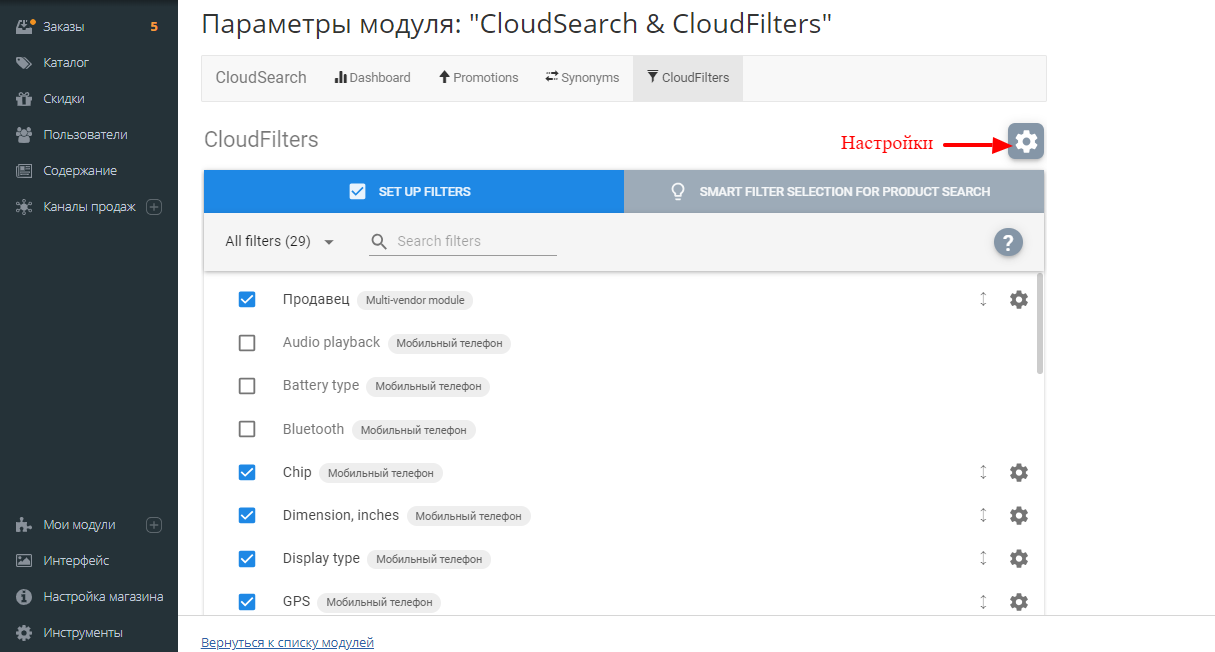 Параметры модуля: "CloudSearch & CloudFilters"
Заказы 5
Каталог
Скидки
Пользователи
Содержание
Каналы продаж
Мои модули
Интерфейс
Настройка магазина
Инструменты
CloudSearch Dashboard Promotions Synonyms CloudFilters
CloudFilters
Настройки
SET UP FILTERS SMART FILTER SELECTION FOR PRODUCT SEARCH
All filters (29) Search filters ?
Продавец Multi-vendor module
Audio playback Мобильный телефон
Battery type Мобильный телефон
Bluetooth Мобильный телефон
Chip Мобильный телефон
Dimension, inches Мобильный телефон
Display type Мобильный телефон
GPS Мобильный телефон
Вернуться к списку модулей